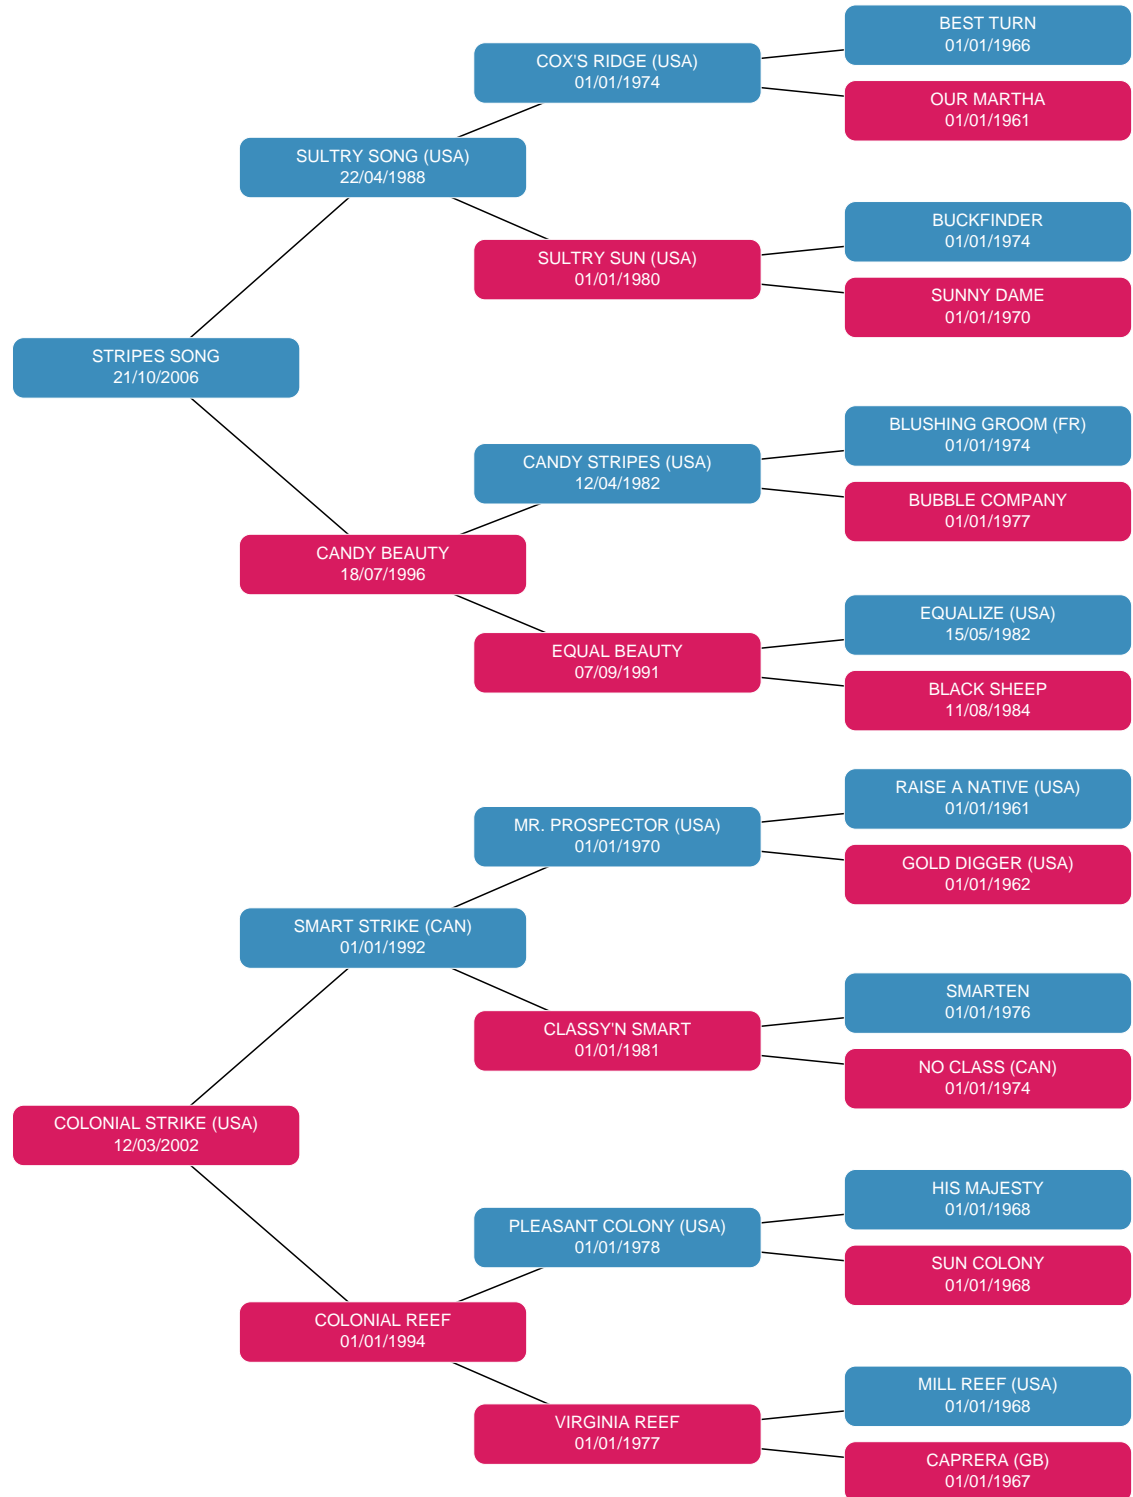 BEST TURN
01/01/1966
COX'S RIDGE (USA)
01/01/1974
OUR MARTHA
01/01/1961
SULTRY SONG (USA)
22/04/1988
BUCKFINDER
01/01/1974
SULTRY SUN (USA)
01/01/1980
SUNNY DAME
01/01/1970
STRIPES SONG
21/10/2006
BLUSHING GROOM (FR)
01/01/1974
CANDY STRIPES (USA)
12/04/1982
BUBBLE COMPANY
01/01/1977
CANDY BEAUTY
18/07/1996
EQUALIZE (USA)
15/05/1982
EQUAL BEAUTY
07/09/1991
BLACK SHEEP
11/08/1984
RAISE A NATIVE (USA)
01/01/1961
MR. PROSPECTOR (USA)
01/01/1970
GOLD DIGGER (USA)
01/01/1962
SMART STRIKE (CAN)
01/01/1992
SMARTEN
01/01/1976
CLASSY'N SMART
01/01/1981
NO CLASS (CAN)
01/01/1974
COLONIAL STRIKE (USA)
12/03/2002
HIS MAJESTY
01/01/1968
PLEASANT COLONY (USA)
01/01/1978
SUN COLONY
01/01/1968
COLONIAL REEF
01/01/1994
MILL REEF (USA)
01/01/1968
VIRGINIA REEF
01/01/1977
CAPRERA (GB)
01/01/1967